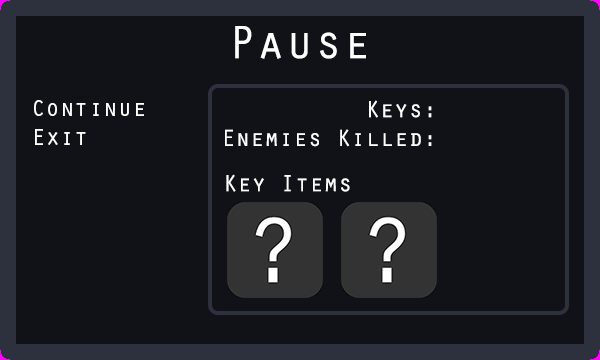 Pause
Continue
Exit
Keys:
Enemies Killed:
Key Items
? ?